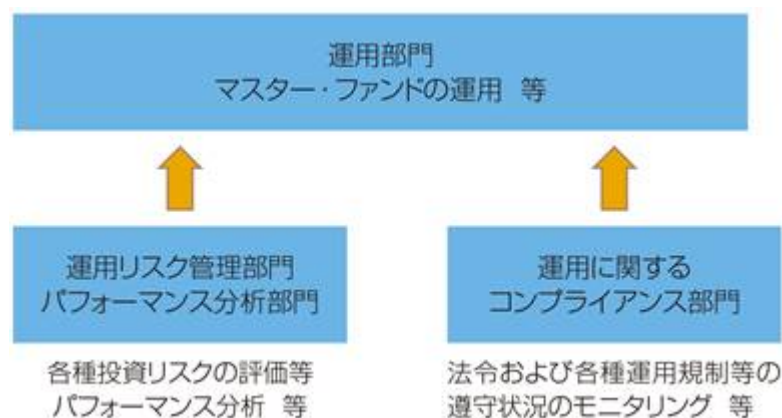 運用部門
マスター・ファンドの運用 等
運用リスク管理部門
パフォーマンス分析部門
運用に関する
コンプライアンス部門
各種投資リスクの評価等
パフォーマンス分析 等
法令および各種運用規制等の
遵守状況のモニタリング 等